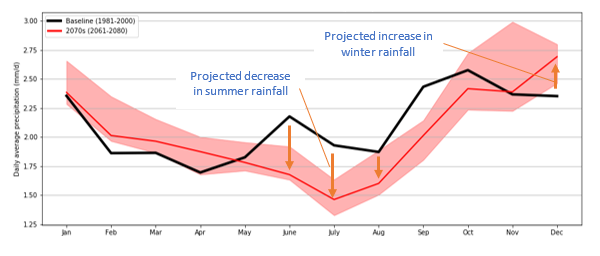 3.00
2.75
2.50
2.25
2.00
1.75
1.50
1.25
Daily average precipitation (mm/d)
Baseline (1981-2000)
2070s (2061-2080)
Projected increase in
winter rainfall
Projected decrease
in summer rainfall
Jan Feb Mar Apr May June July Aug Sep Oct Nov Dec